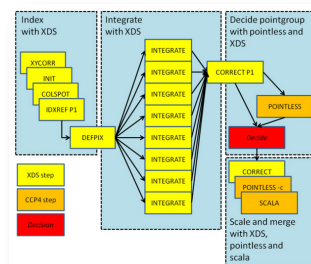 Index
with XDS
XYCORR
INIT
COLSPOT
IDXREF P1
DEFPIX
Integrate
with XDS
INTEGRATE
INTEGRATE
INTEGRATE
INTEGRATE
INTEGRATE
INTEGRATE
INTEGRATE
INTEGRATE
Decide pointgroup
with pointless and
XDS
CORRECT P1
POINTLESS
Decide
CORRECT
POINTLESS -c
SCALA
Scale and merge
with XDS,
pointless and
scala
XDS step
CCP4 step
Decision